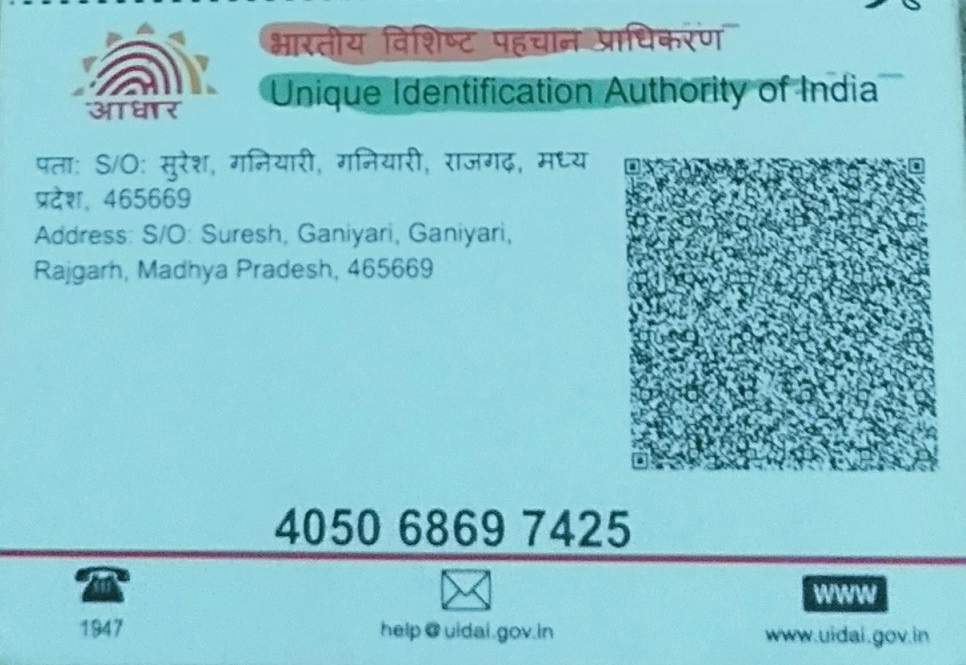 भारतीय विशिष्ट पहचान प्राधिकरण
Unique Identification Authority of India
आधार
पता: S/O: सुरेश, गनियारी, गनियारी, राजगढ़, मध्य
प्रदेश, 465669
Address: S/O: Suresh, Ganiyari, Ganiyari,
Rajgarh, Madhya Pradesh, 465669
4050 6869 7425
1947
help@uidai.gov.in
WWW
www.uidai.gov.in